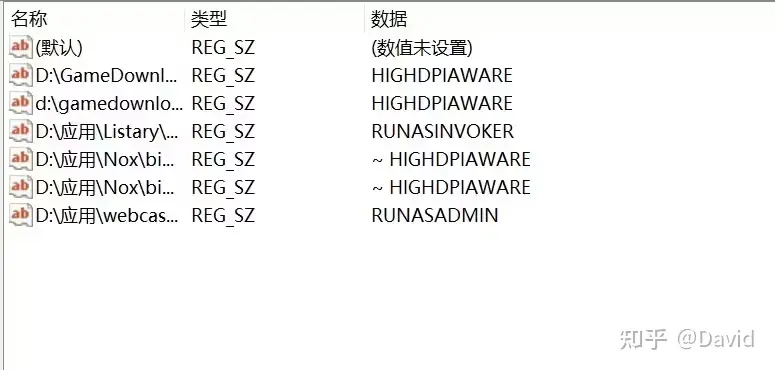 名称 类型 数据
(默认) REG_SZ (数值未设置)
D:\GameDownl... REG_SZ HIGHDPIAWARE
d:\gamedownlo... REG_SZ HIGHDPIAWARE
D:\应用\Listary\... REG_SZ RUNASINVOKER
D:\应用\Nox\bi... REG_SZ ~ HIGHDPIAWARE
D:\应用\Nox\bi... REG_SZ ~ HIGHDPIAWARE
D:\应用\webcas... REG_SZ RUNASADMIN
知乎 @David